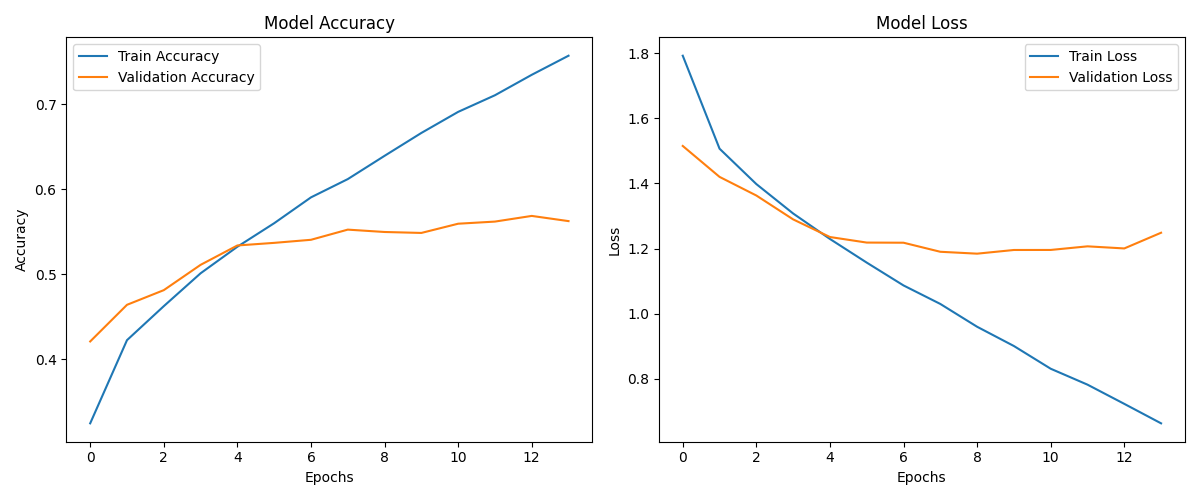 Model Accuracy
Train Accuracy
Validation Accuracy
Accuracy
0.7
0.6
0.5
0.4
0 2 4 6 8 10 12
Epochs
Model Loss
Train Loss
Validation Loss
Loss
1.8
1.6
1.4
1.2
1.0
0.8
0 2 4 6 8 10 12
Epochs